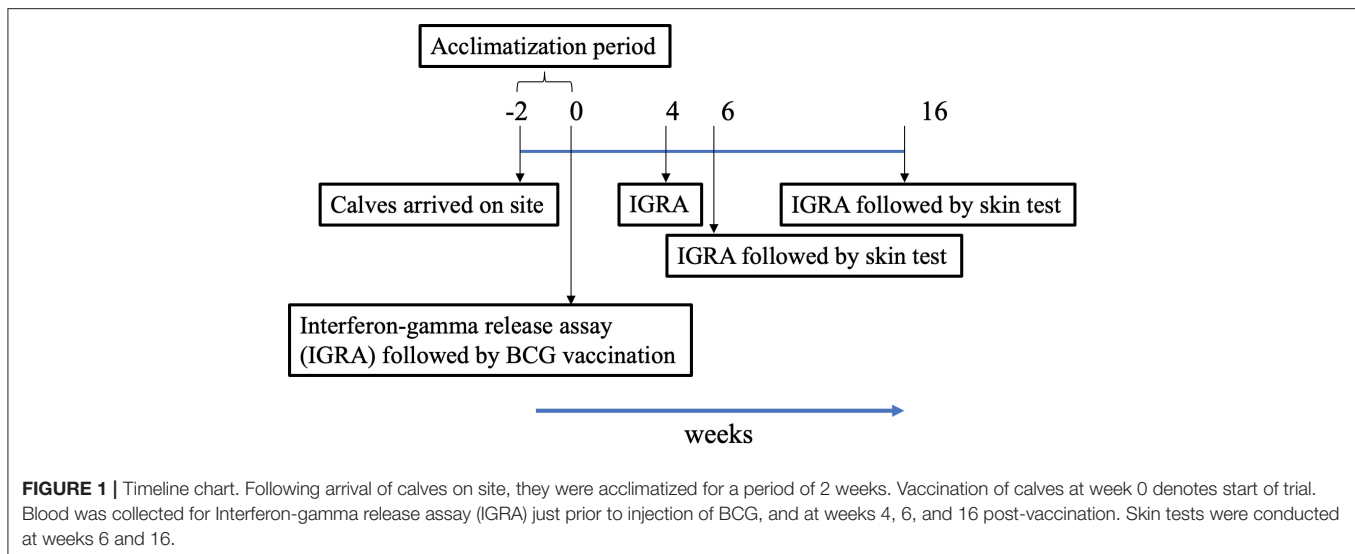 Acclimatization period
-2 0 4 6 16
Calves arrived on site
IGRA
IGRA followed by skin test
IGRA followed by skin test
Interferon-gamma release assay
(IGRA) followed by BCG vaccination
weeks
FIGURE 1 | Timeline chart. Following arrival of calves on site, they were acclimatized for a period of 2 weeks. Vaccination of calves at week 0 denotes start of trial.
Blood was collected for Interferon-gamma release assay (IGRA) just prior to injection of BCG, and at weeks 4, 6, and 16 post-vaccination. Skin tests were conducted
at weeks 6 and 16.